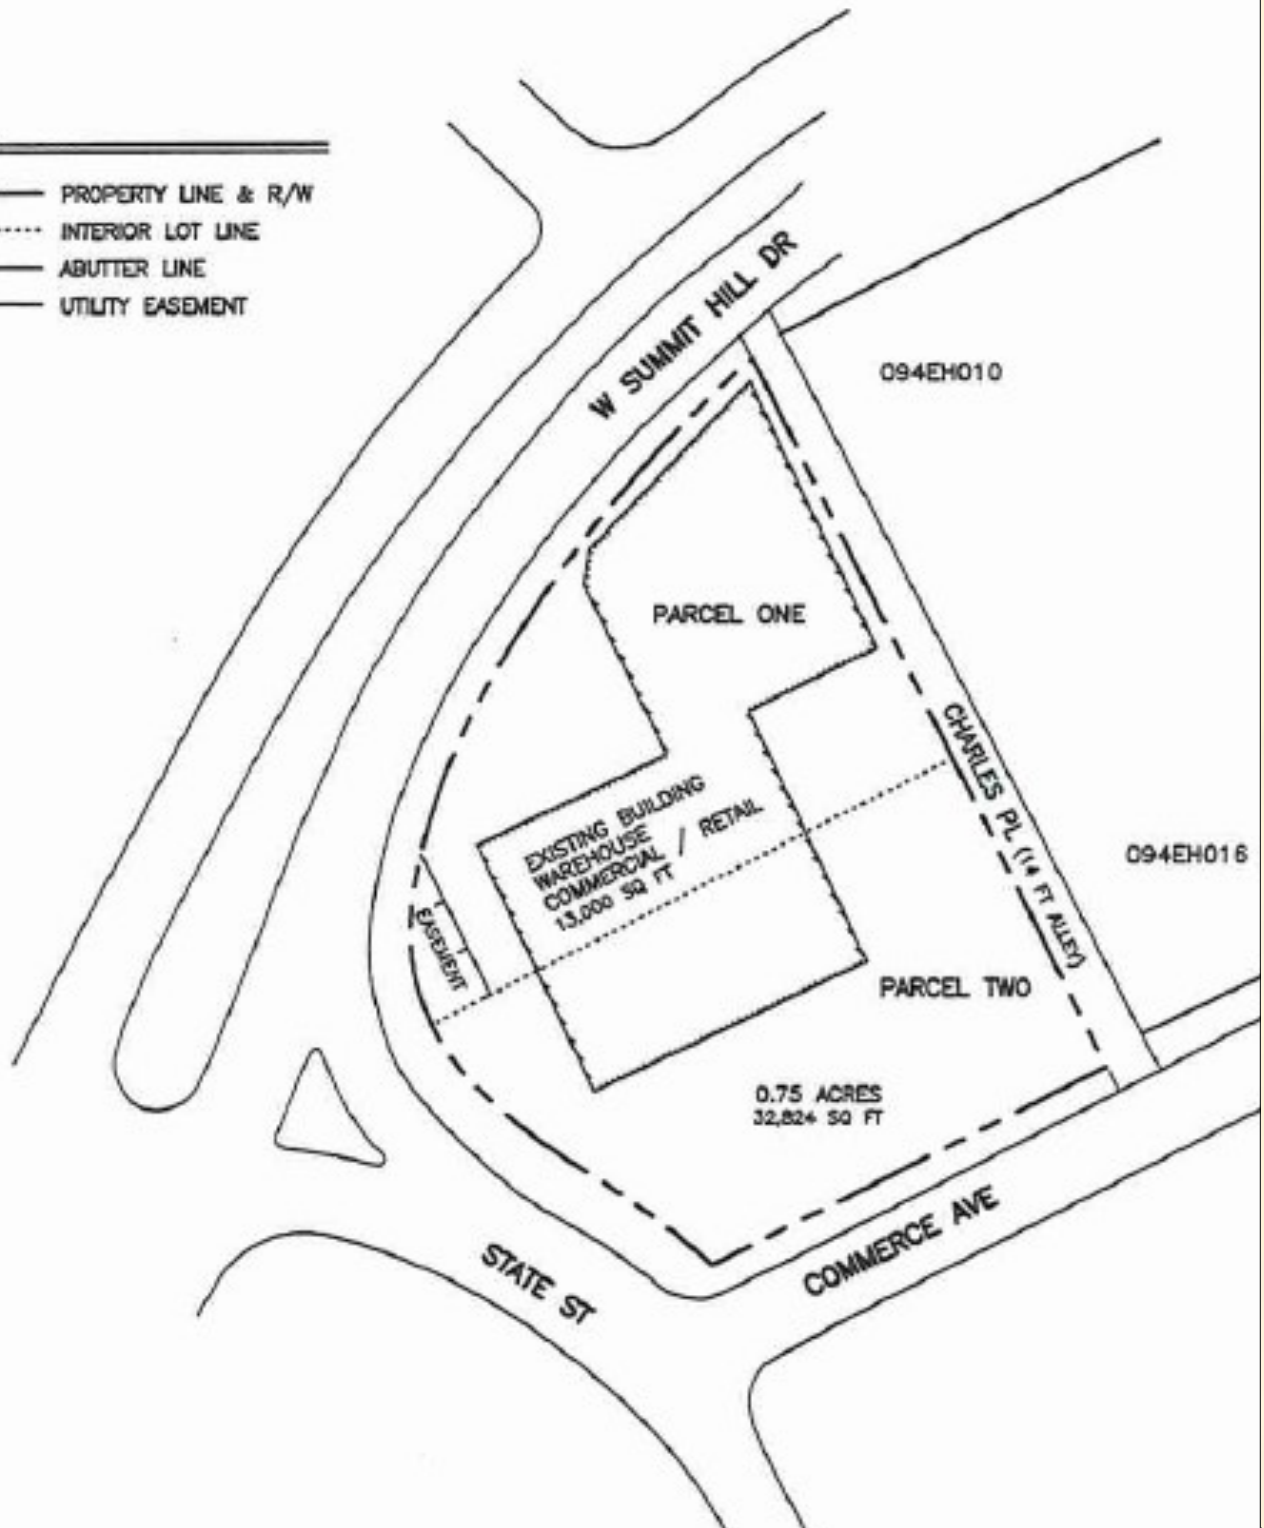 PROPERTY LINE & R/W
INTERIOR LOT LINE
ABUTTER LINE
UTILITY EASEMENT
W SUMMIT HILL DR
094EH010
PARCEL ONE
CHARLES PL (14 FT ALLEY)
094EH016
EXISTING BUILDING
WAREHOUSE
COMMERCIAL / RETAIL
13,000 SQ FT
EASEMENT
PARCEL TWO
0.75 ACRES
32,824 SQ FT
COMMERCE AVE
STATE ST